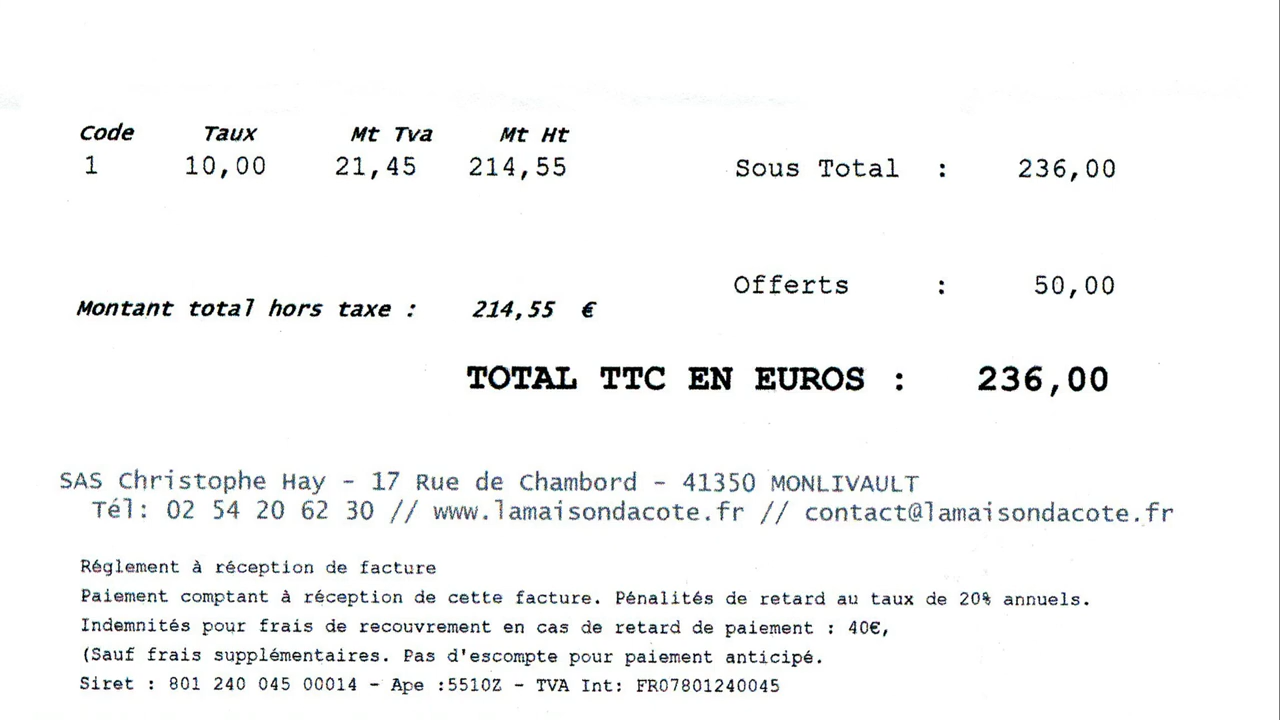 Code Taux Mt Tva Mt Ht
1 10,00 21,45 214,55 Sous Total : 236,00
Offerts : 50,00
Montant total hors taxe : 214,55 €
TOTAL TTC EN EUROS : 236,00
SAS Christophe Hay - 17 Rue de Chambord - 41350 MONLIVAULT
Tél: 02 54 20 62 30 // www.lamaisondacote.fr // contact@lamaisondacote.fr
Réglement à réception de facture
Paiement comptant à réception de cette facture. Pénalités de retard au taux de 20% annuels.
Indemnités pour frais de recouvrement en cas de retard de paiement : 40€,
(Sauf frais supplémentaires. Pas d'escompte pour paiement anticipé.
Siret : 801 240 045 00014 - Ape :5510Z - TVA Int: FR07801240045